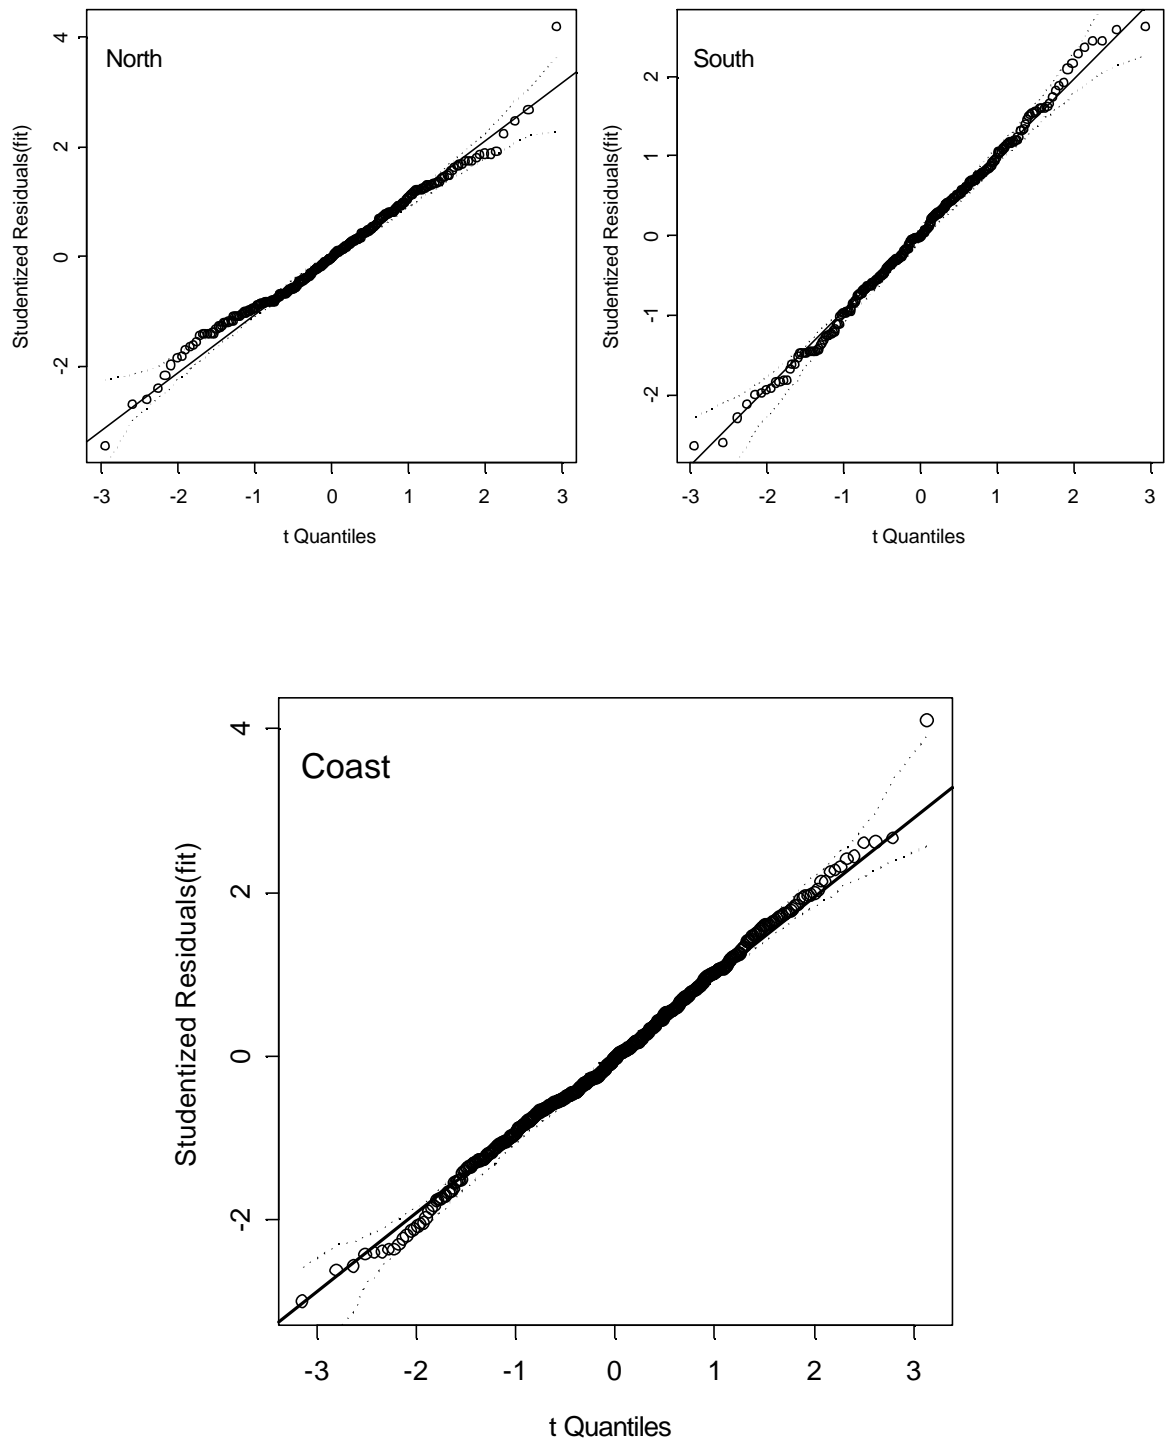 North
Studentized Residuals(fit)
4
2
0
-2
-3 -2 -1 0 1 2 3
t Quantiles
South
Studentized Residuals(fit)
2
1
0
-1
-2
-3 -2 -1 0 1 2 3
t Quantiles
Coast
Studentized Residuals(fit)
4
2
0
-2
-3 -2 -1 0 1 2 3
t Quantiles